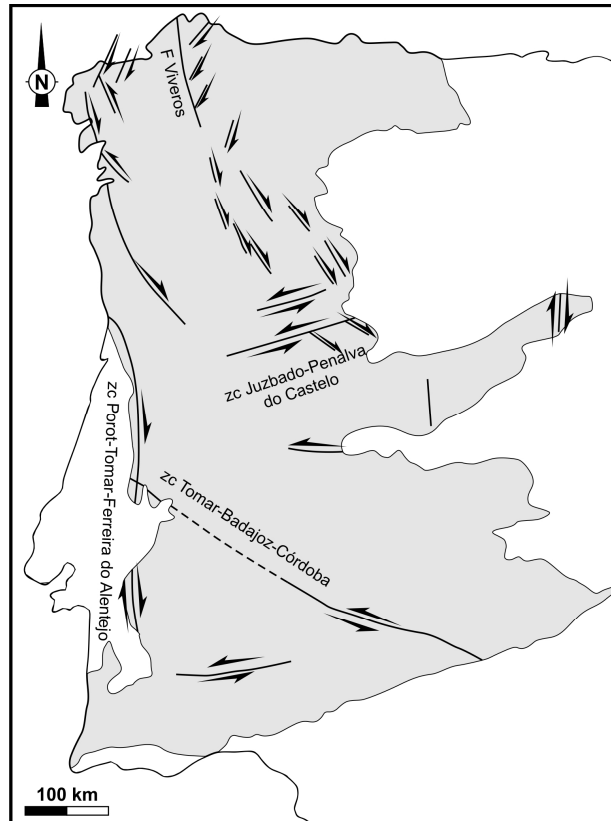 N
F Viveros
zc Juzbado-Penalva
do Castelo
zc Porot-Tomar-Ferreira do Alentejo
zc Tomar-Badajoz-Córdoba
100 km